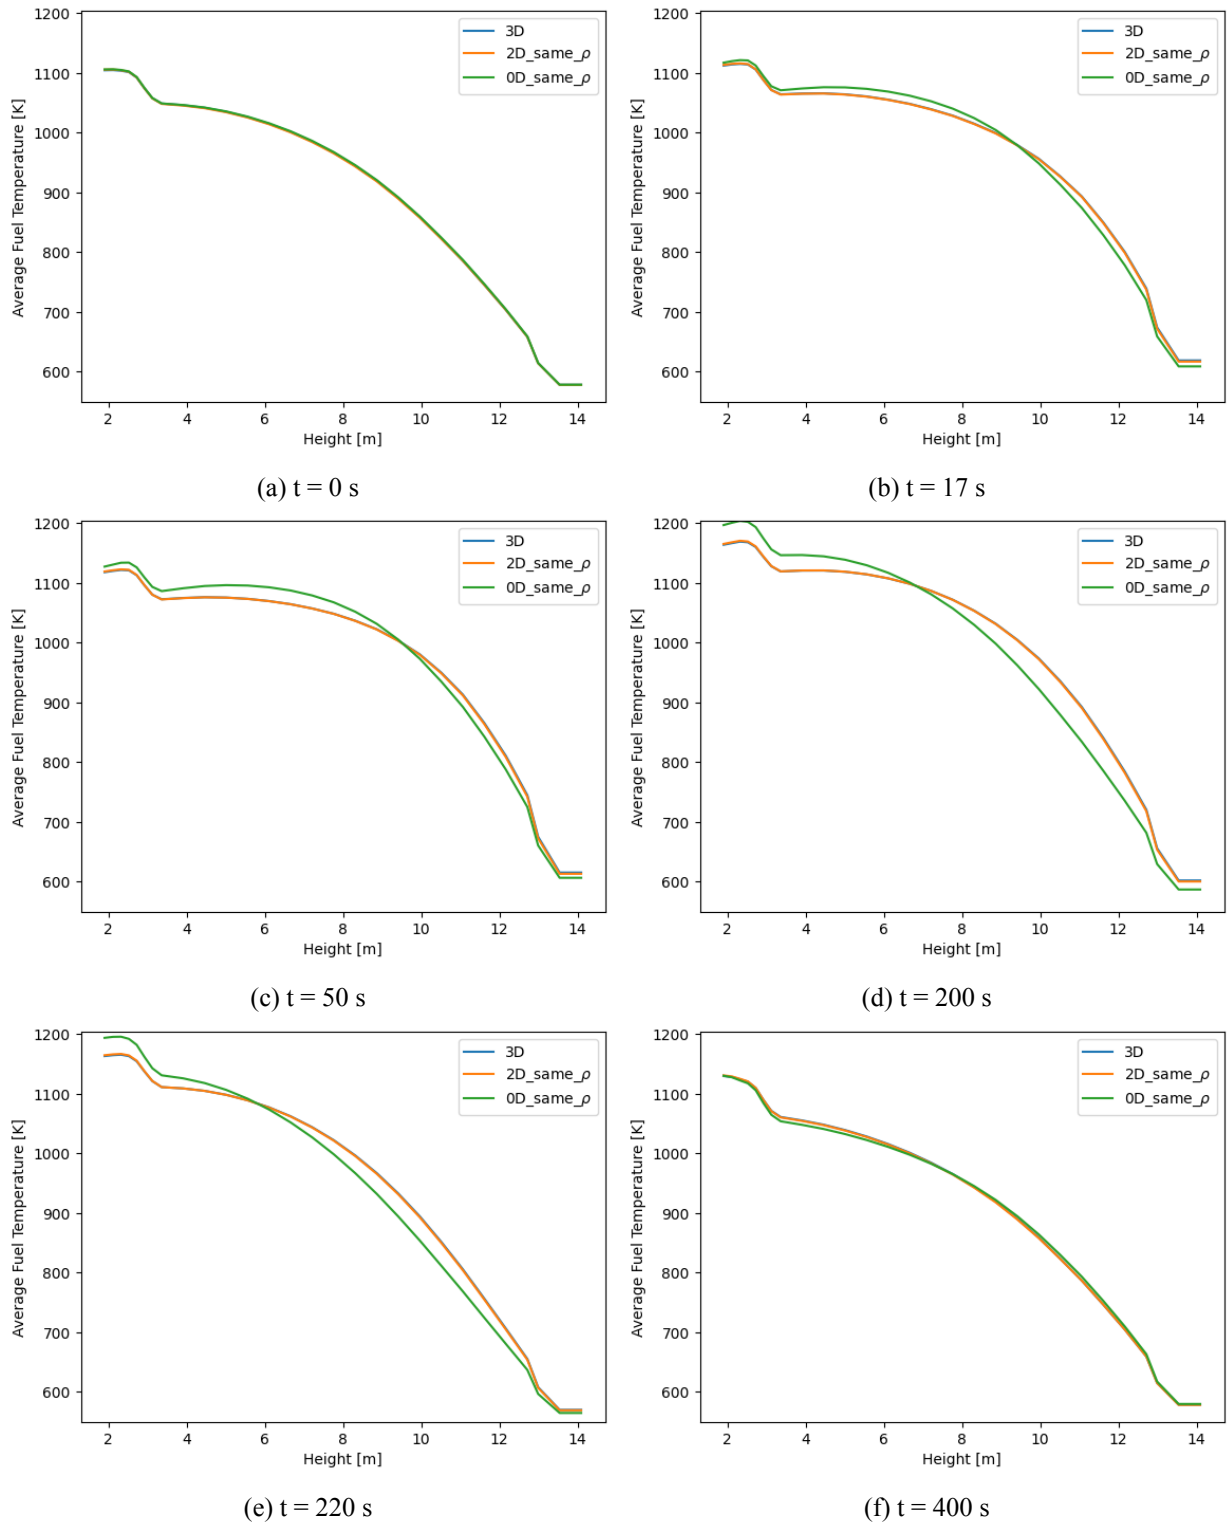 1200
1100
1000
900
800
700
600
Average Fuel Temperature [K]
3D
2D_same_ρ
0D_same_ρ
2 4 6 8 10 12 14
Height [m]
(a) t = 0 s
1200
1100
1000
900
800
700
600
Average Fuel Temperature [K]
3D
2D_same_ρ
0D_same_ρ
2 4 6 8 10 12 14
Height [m]
(b) t = 17 s
1200
1100
1000
900
800
700
600
Average Fuel Temperature [K]
3D
2D_same_ρ
0D_same_ρ
2 4 6 8 10 12 14
Height [m]
(c) t = 50 s
1200
1100
1000
900
800
700
600
Average Fuel Temperature [K]
3D
2D_same_ρ
0D_same_ρ
2 4 6 8 10 12 14
Height [m]
(d) t = 200 s
1200
1100
1000
900
800
700
600
Average Fuel Temperature [K]
3D
2D_same_ρ
0D_same_ρ
2 4 6 8 10 12 14
Height [m]
(e) t = 220 s
1200
1100
1000
900
800
700
600
Average Fuel Temperature [K]
3D
2D_same_ρ
0D_same_ρ
2 4 6 8 10 12 14
Height [m]
(f) t = 400 s